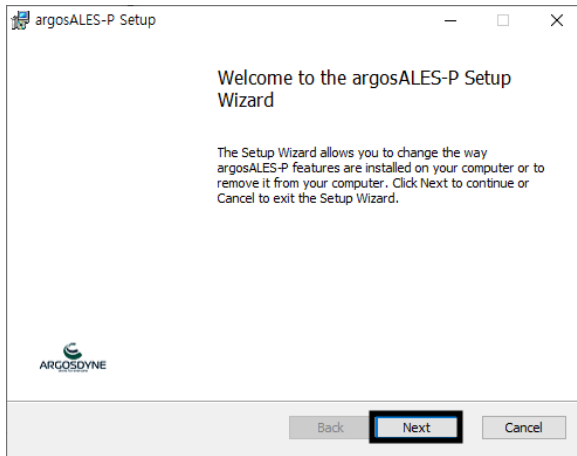 argosALES-P Setup
Welcome to the argosALES-P Setup
Wizard
The Setup Wizard allows you to change the way
argosALES-P features are installed on your computer or to
remove it from your computer. Click Next to continue or
Cancel to exit the Setup Wizard.
ARGOSDYNE
Back Next Cancel